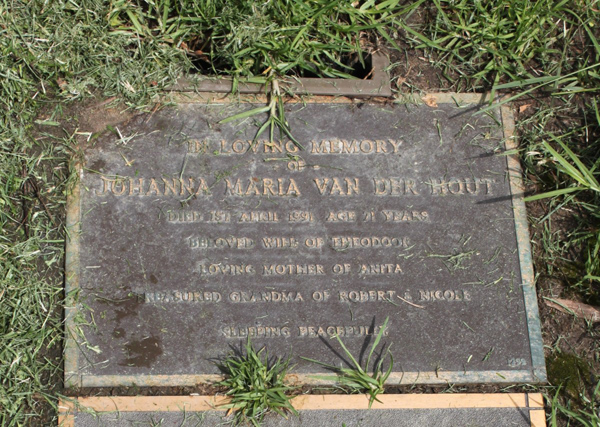 IN LOVING MEMORY
OF
JOHANNA MARIA VAN DER HOUT
DIED APRIL AGE 71 YEARS
BELOVED WIFE OF THEODOOR
LOVING MOTHER OF ANITA
TREASURED GRANDMA OF ROBERT & NICOLE
SLEEPING PEACEFULLY